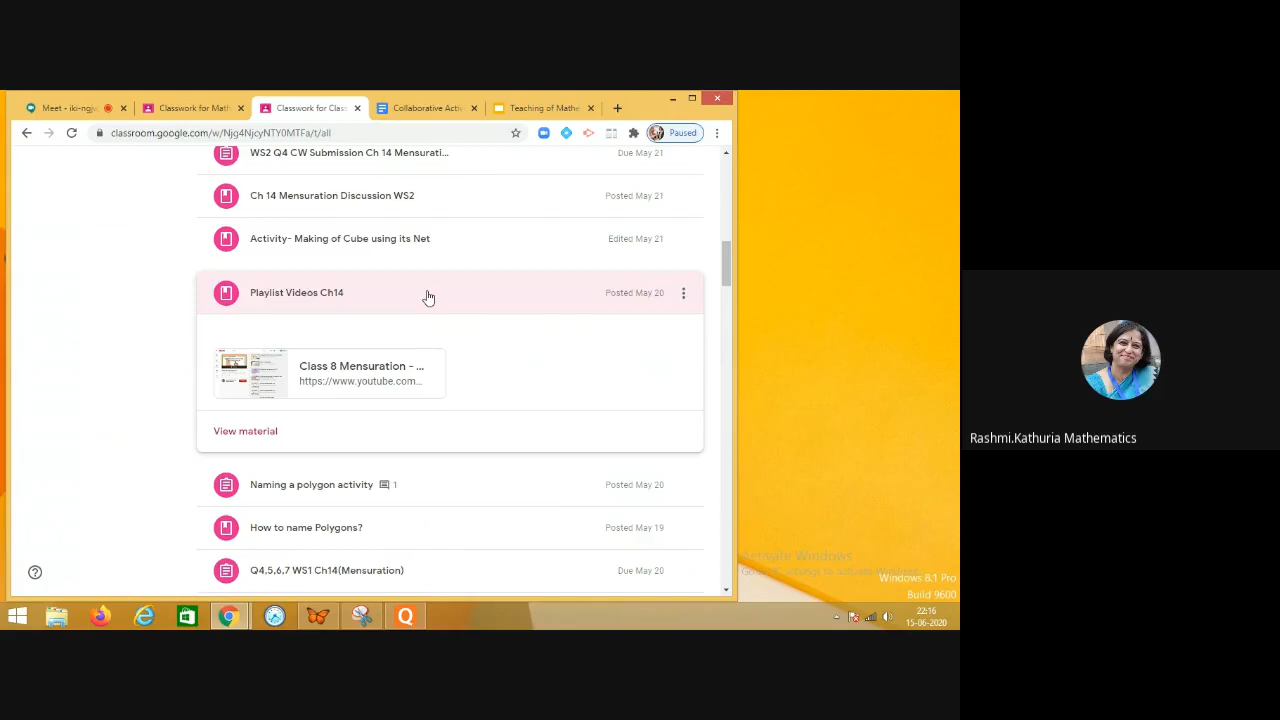 Meet - iki-ngjw
Classwork for Math
Classwork for Class
Collaborative Activ
Teaching of Mathe
classroom.google.com/w/Njg4NjcyNTY0MTFa/t/all
Paused
WS2 Q4 CW Submission Ch 14 Mensurati... Due May 21
Ch 14 Mensuration Discussion WS2 Posted May 21
Activity- Making of Cube using its Net Edited May 21
Playlist Videos Ch14 Posted May 20
Class 8 Mensuration - ...
https://www.youtube.com...
View material
Naming a polygon activity 1 Posted May 20
How to name Polygons? Posted May 19
Q4,5,6,7 WS1 Ch14(Mensuration) Due May 20
Activate Windows
Windows 8.1 Pro
Build 9600
22:16
15-06-2020
Rashmi.Kathuria Mathematics